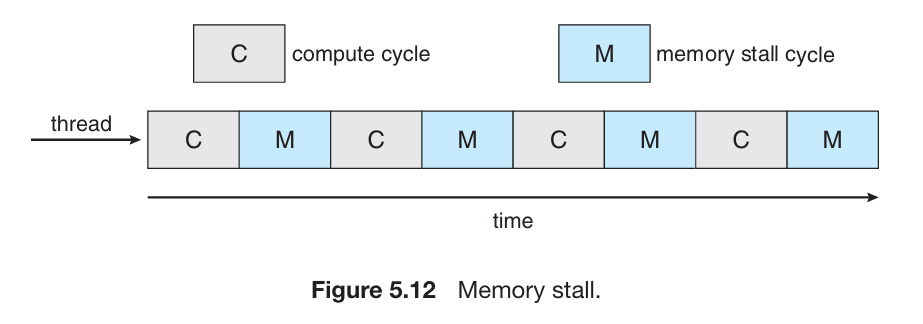 C compute cycle M memory stall cycle
thread C M C M C M C M
time
Figure 5.12 Memory stall.